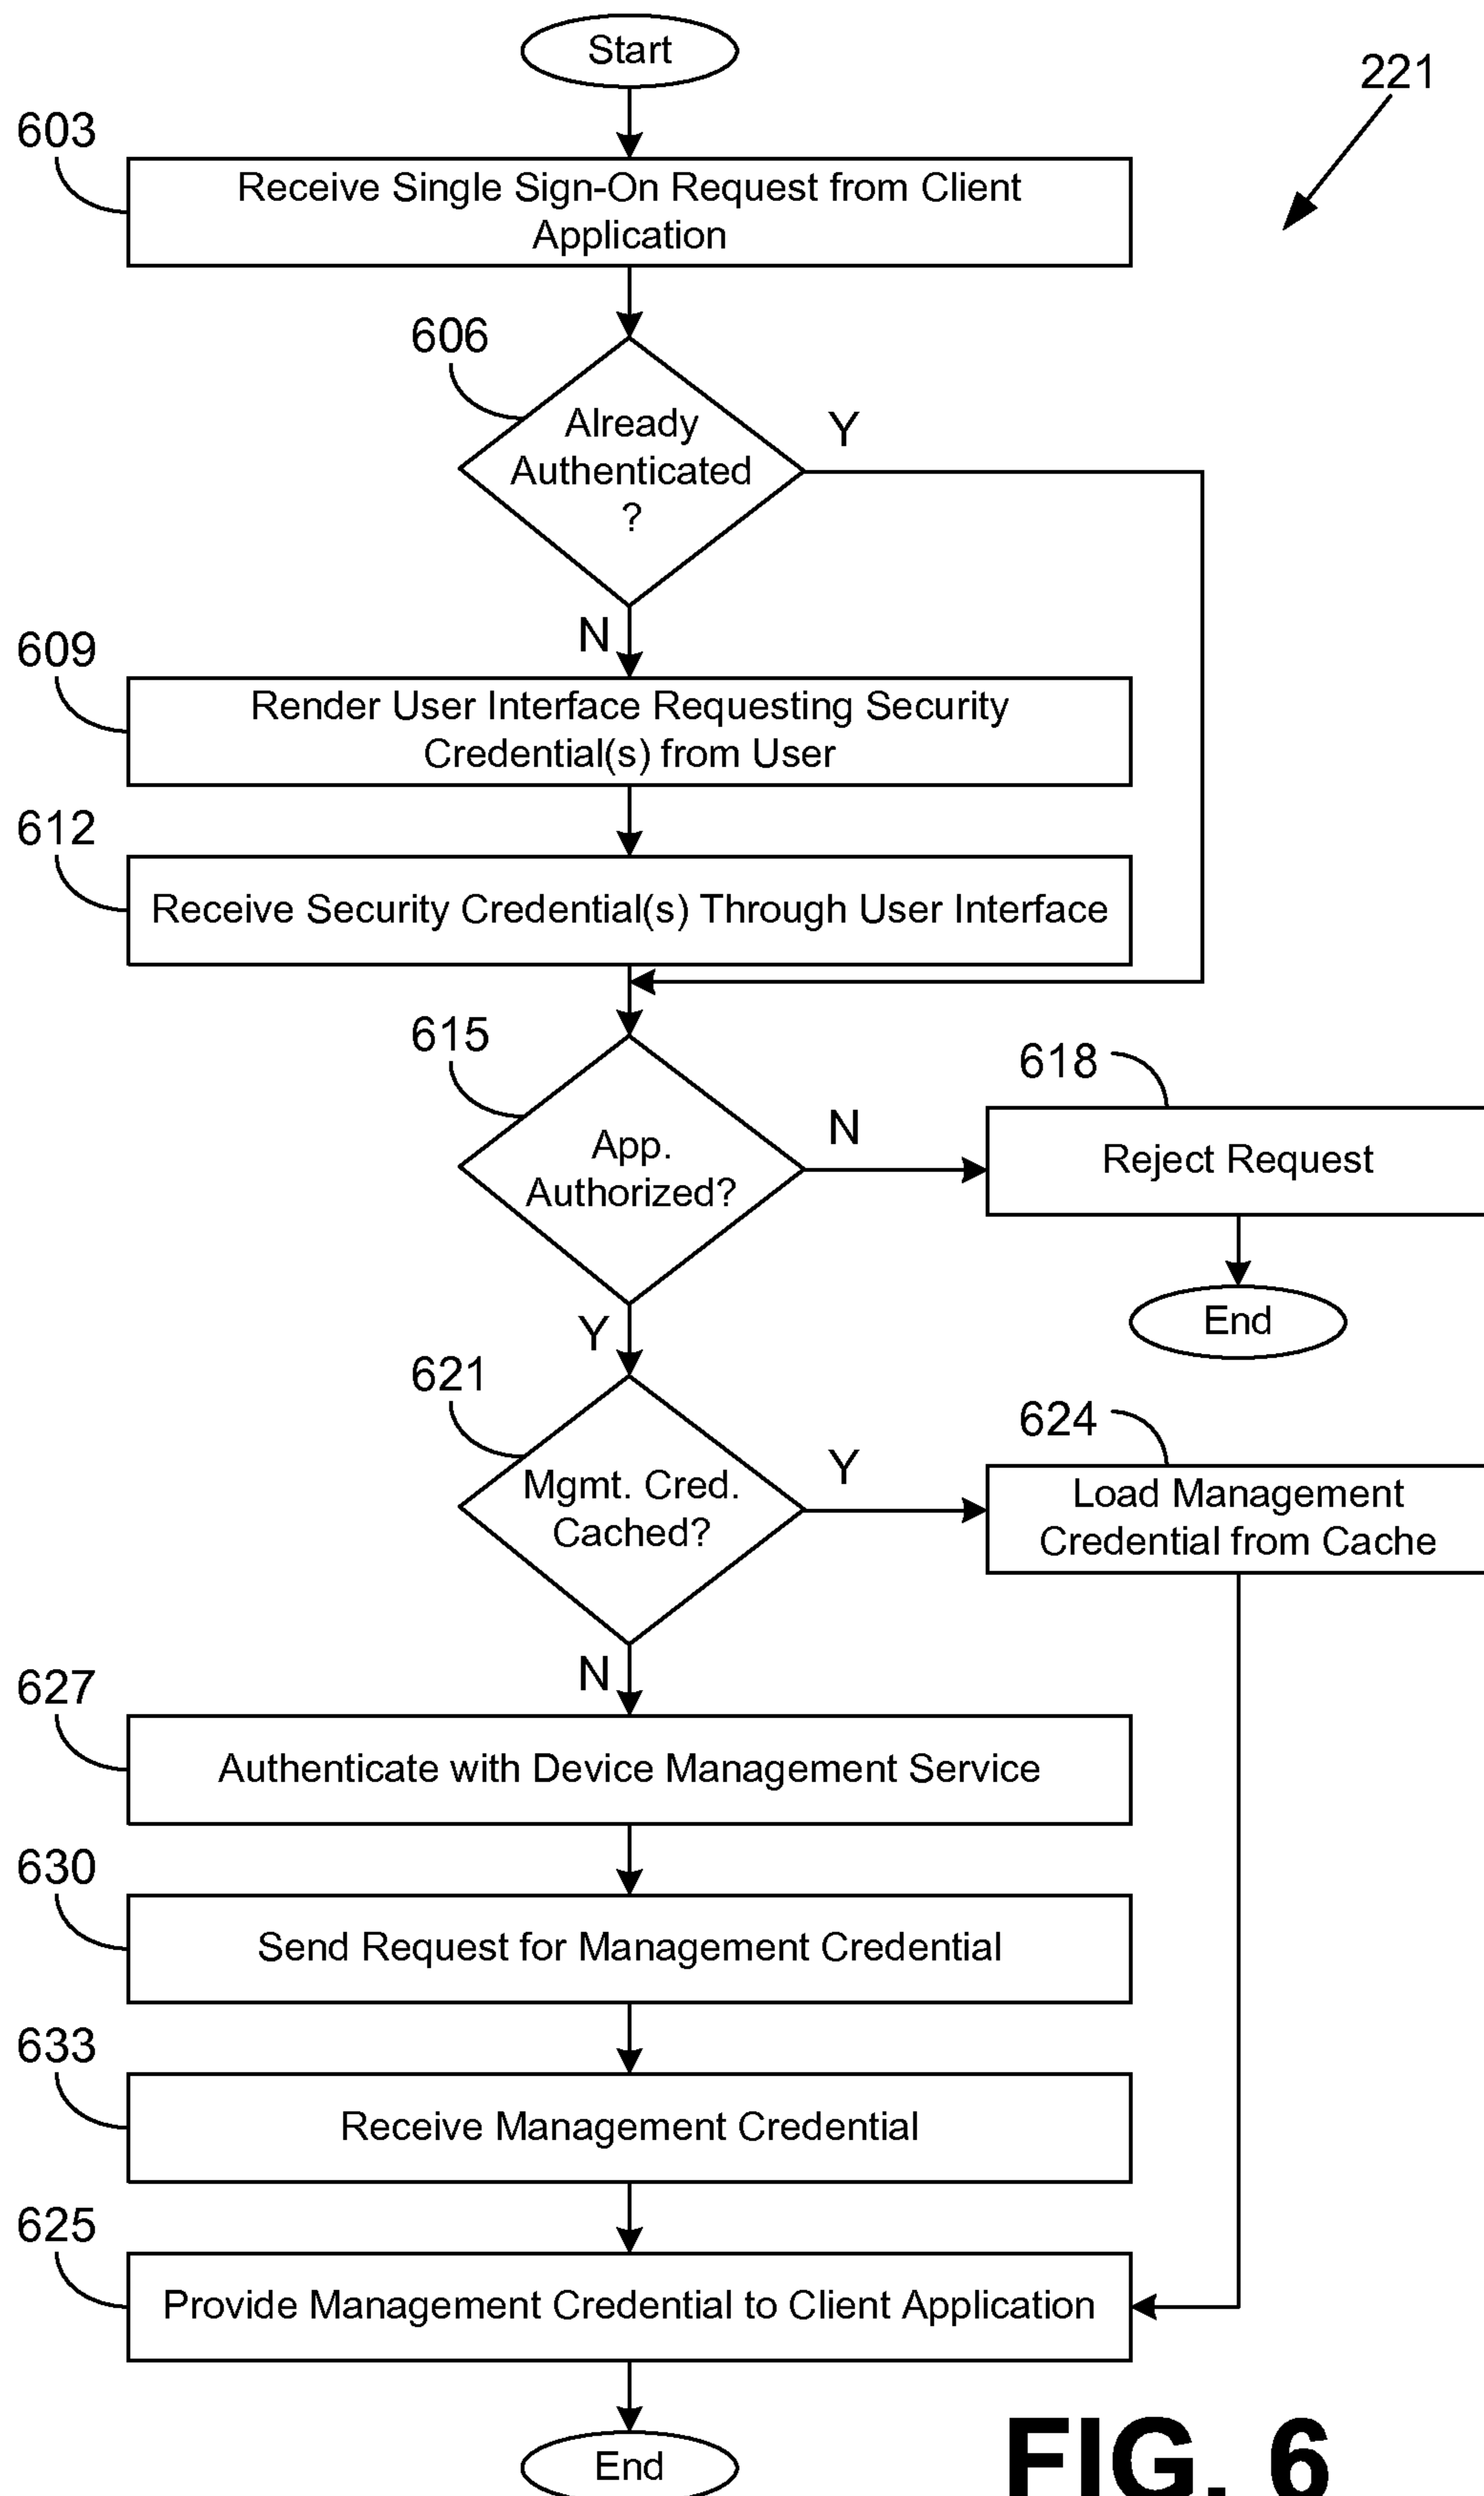 Start
221
603
Receive Single Sign-On Request from Client
Application
606
Already
Authenticated
?
Y
N
609
Render User Interface Requesting Security
Credential(s) from User
612
Receive Security Credential(s) Through User Interface
615
App.
Authorized?
N
618
Reject Request
End
Y
621
Mgmt. Cred.
Cached?
Y
624
Load Management
Credential from Cache
N
627
Authenticate with Device Management Service
630
Send Request for Management Credential
633
Receive Management Credential
625
Provide Management Credential to Client Application
End
FIG. 6